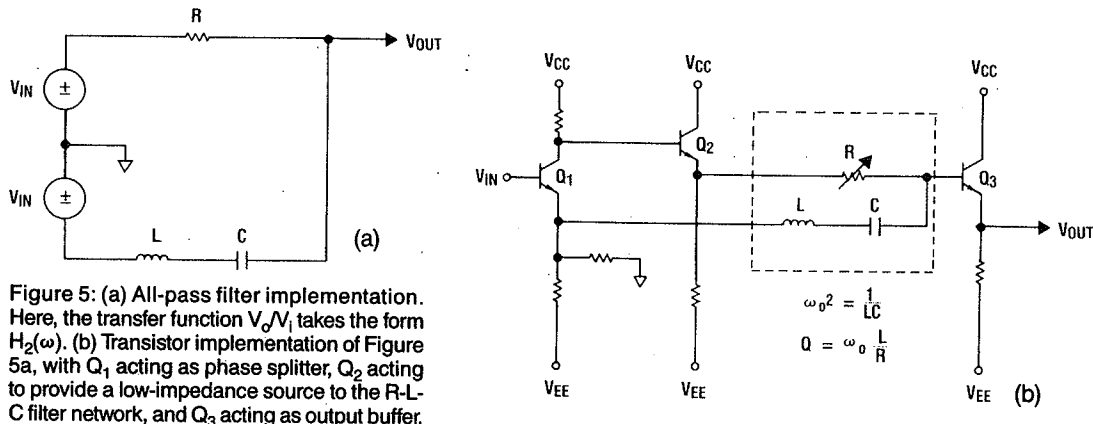 R
VOUT
VIN
±
VIN
±
L
C
(a)
Figure 5: (a) All-pass filter implementation.
Here, the transfer function Vo/Vi takes the form
H2(ω). (b) Transistor implementation of Figure
5a, with Q1 acting as phase splitter, Q2 acting
to provide a low-impedance source to the R-L-
C filter network, and Q3 acting as output buffer.
VCC
VCC
VCC
Q2
R
VIN
Q1
Q3
L
C
VOUT
ω0² = 1/LC
Q = ω0 L/R
VEE
VEE
VEE
(b)